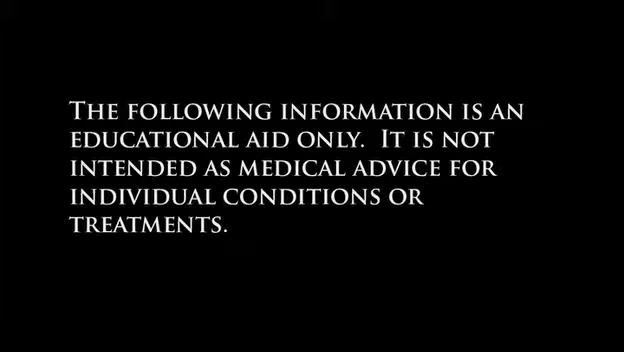 The following information is an
educational aid only.  It is not
intended as medical advice for
individual conditions or
treatments.